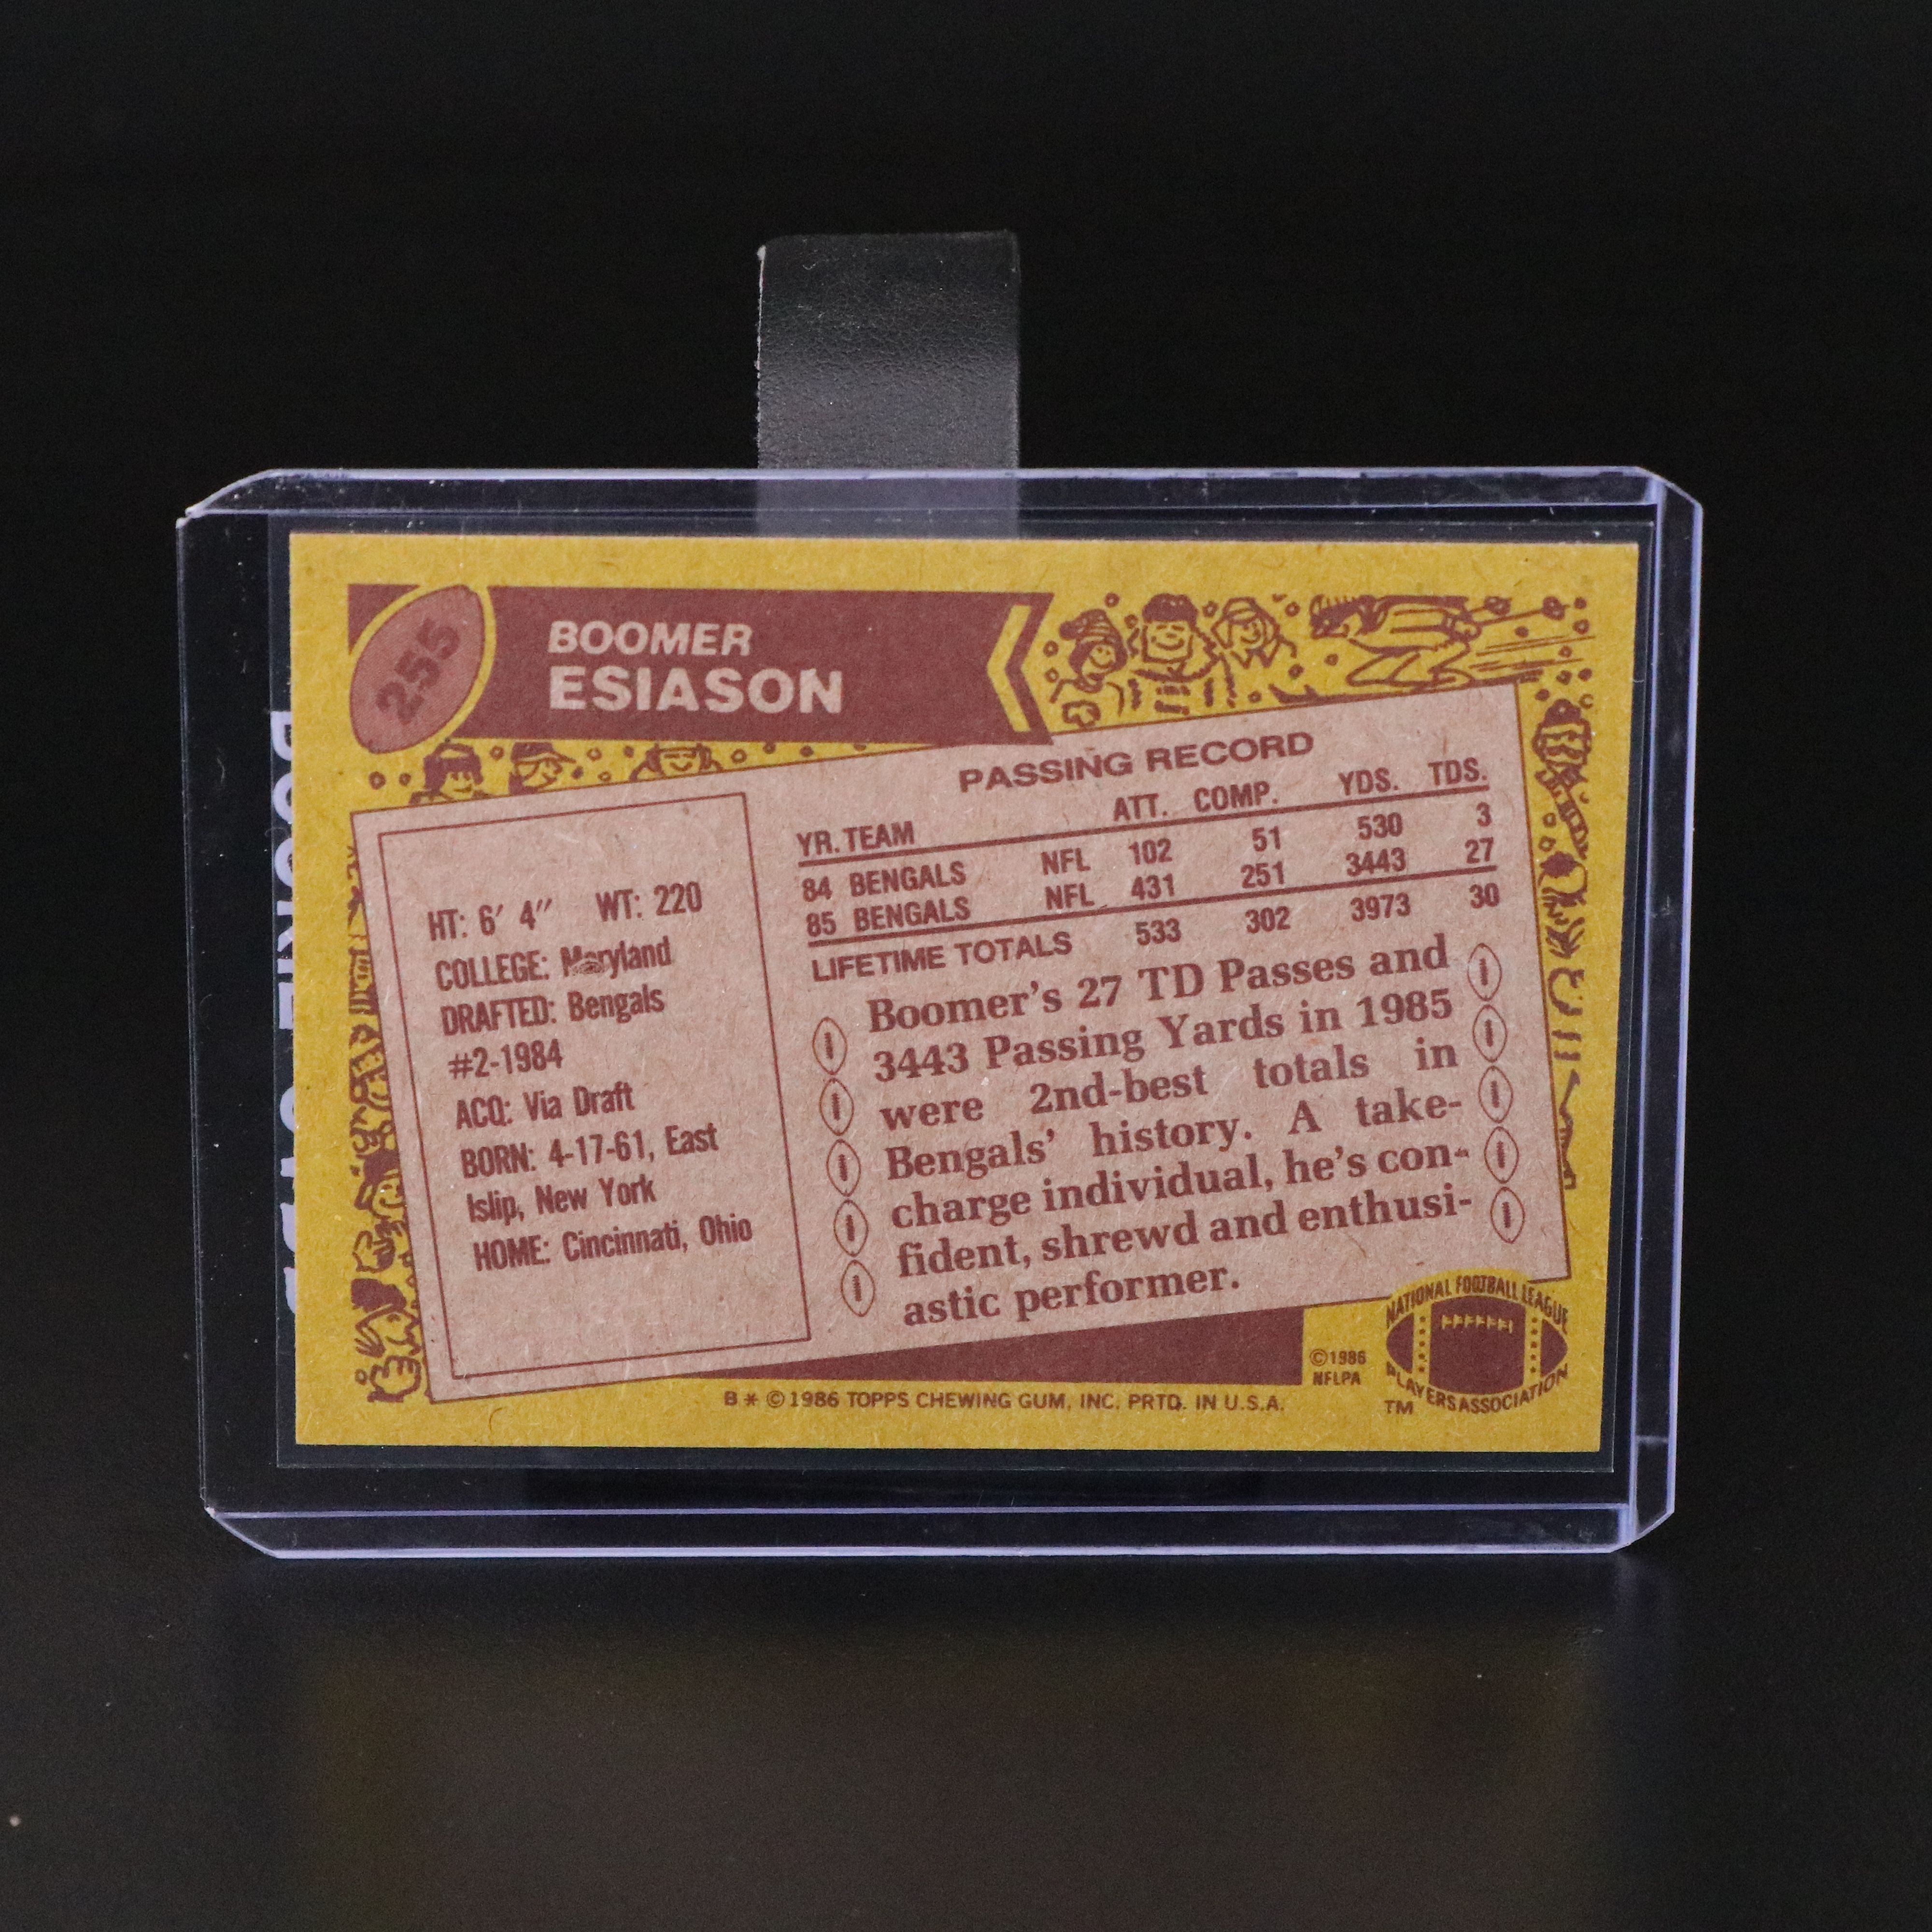 255
BOOMER
ESIASON
PASSING RECORD
YR. TEAM ATT. COMP. YDS. TDS.
84 BENGALS NFL 102 51 530 3
85 BENGALS NFL 431 251 3443 27
LIFETIME TOTALS 533 302 3973 30
HT: 6′ 4″ WT: 220
COLLEGE: Maryland
DRAFTED: Bengals
#2-1984
ACQ: Via Draft
BORN: 4-17-61, East
Islip, New York
HOME: Cincinnati, Ohio
Boomer's 27 TD Passes and
3443 Passing Yards in 1985
were 2nd-best totals in
Bengals' history. A take-
charge individual, he's con-
fident, shrewd and enthusi-
astic performer.
©1986
NFLPA
NATIONAL FOOTBALL LEAGUE
PLAYERS ASSOCIATION
TM
B * © 1986 TOPPS CHEWING GUM, INC. PRTD. IN U.S.A.